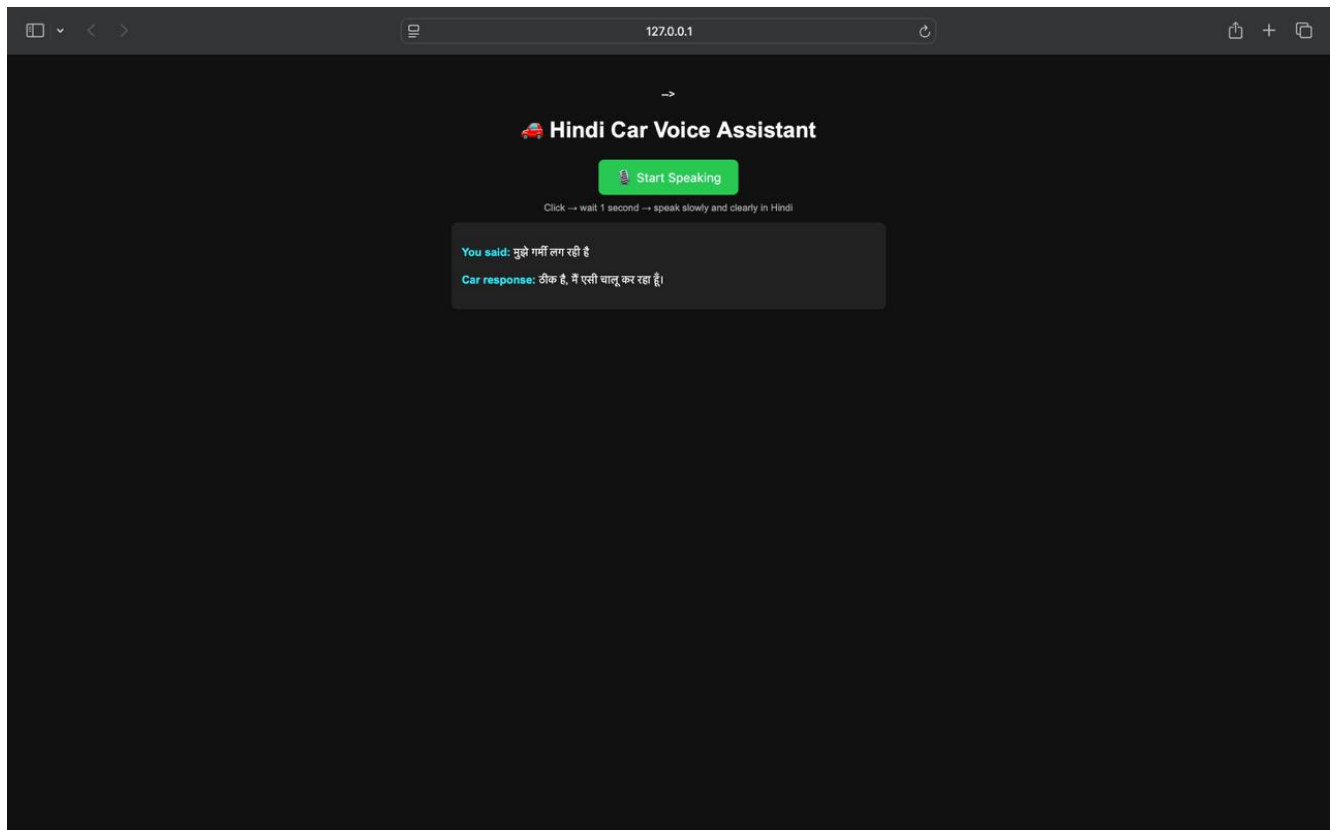 127.0.0.1
-->
🚗 Hindi Car Voice Assistant
🎙️ Start Speaking
Click → wait 1 second → speak slowly and clearly in Hindi
You said: मुझे गर्मी लग रही है
Car response: ठीक है, मैं एसी चालू कर रहा हूँ।